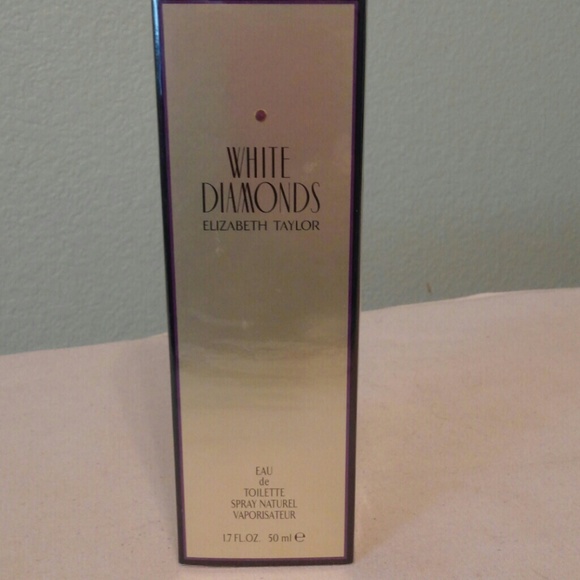 WHITE
DIAMONDS
ELIZABETH TAYLOR
EAU
de
TOILETTE
SPRAY NATUREL
VAPORISATEUR
1.7 FL.OZ. 50 ml ℮